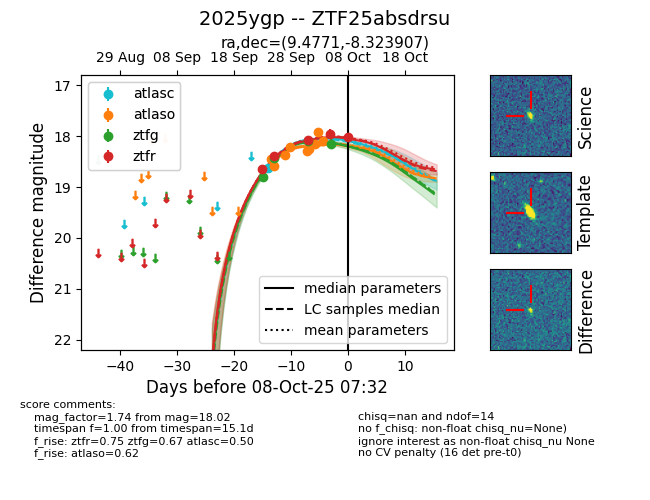 2025ygp -- ZTF25absdrsu
ra,dec=(9.4771,-8.323907)
29 Aug 08 Sep 18 Sep 28 Sep 08 Oct 18 Oct
17
18
19
20
21
22
Difference magnitude
atlasc
atlaso
ztfg
ztfr
median parameters
LC samples median
mean parameters
−40 −30 −20 −10 0 10
Days before 08-Oct-25 07:32
Science
Template
Difference
score comments:
mag_factor=1.74 from mag=18.02
timespan f=1.00 from timespan=15.1d
f_rise: ztfr=0.75 ztfg=0.67 atlasc=0.50
f_rise: atlaso=0.62
chisq=nan and ndof=14
no f_chisq: non-float chisq_nu=None)
ignore interest as non-float chisq_nu None
no CV penalty (16 det pre-t0)